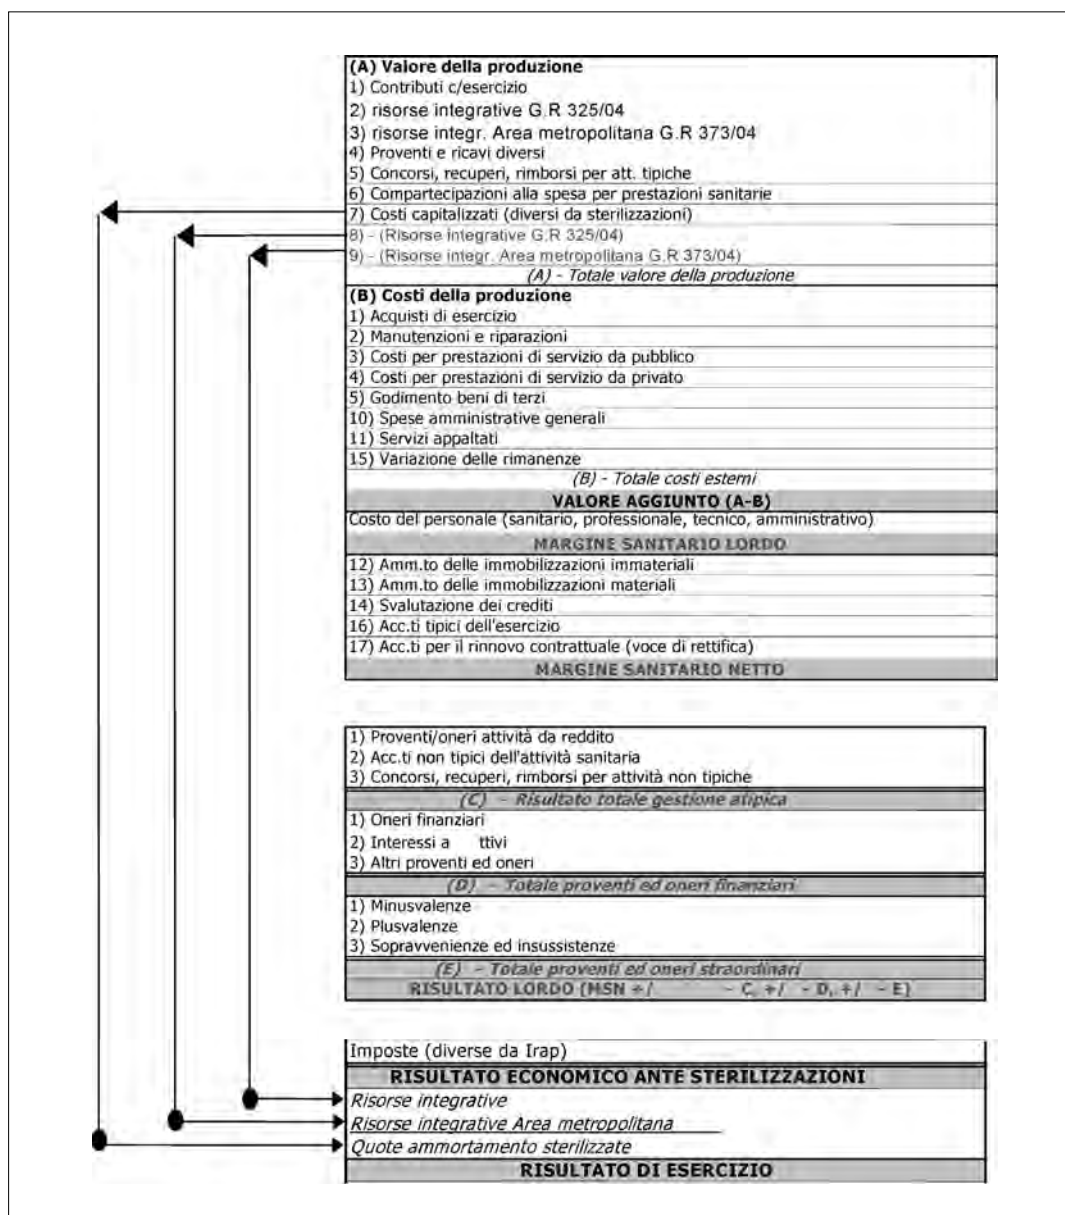 (A) Valore della produzione
1) Contributi c/esercizio
2) risorse integrative G.R 325/04
3) risorse integr. Area metropolitana G.R 373/04
4) Proventi e ricavi diversi
5) Concorsi, recuperi, rimborsi per att. tipiche
6) Compartecipazioni alla spesa per prestazioni sanitarie
7) Costi capitalizzati (diversi da sterilizzazioni)
8) - (Risorse integrative G.R 325/04)
9) - (Risorse integr. Area metropolitana G.R 373/04)
(A) - Totale valore della produzione
(B) Costi della produzione
1) Acquisti di esercizio
2) Manutenzioni e riparazioni
3) Costi per prestazioni di servizio da pubblico
4) Costi per prestazioni di servizio da privato
5) Godimento beni di terzi
10) Spese amministrative generali
11) Servizi appaltati
15) Variazione delle rimanenze
(B) - Totale costi esterni
VALORE AGGIUNTO (A-B)
Costo del personale (sanitario, professionale, tecnico, amministrativo)
MARGINE SANITARIO LORDO
12) Amm.to delle immobilizzazioni immateriali
13) Amm.to delle immobilizzazioni materiali
14) Svalutazione dei crediti
16) Acc.ti tipici dell'esercizio
17) Acc.ti per il rinnovo contrattuale (voce di rettifica)
MARGINE SANITARIO NETTO
1) Proventi/oneri attività da reddito
2) Acc.ti non tipici dell'attività sanitaria
3) Concorsi, recuperi, rimborsi per attività non tipiche
(C) - Risultato totale gestione atipica
1) Oneri finanziari
2) Interessi a ttivi
3) Altri proventi ed oneri
(D) - Totale proventi ed oneri finanziari
1) Minusvalenze
2) Plusvalenze
3) Sopravvenienze ed insussistenze
(E) - Totale proventi ed oneri straordinari
RISULTATO LORDO (MSN +/ - C, +/ - D, +/ - E)
Imposte (diverse da Irap)
RISULTATO ECONOMICO ANTE STERILIZZAZIONI
Risorse integrative
Risorse integrative Area metropolitana
Quote ammortamento sterilizzate
RISULTATO DI ESERCIZIO